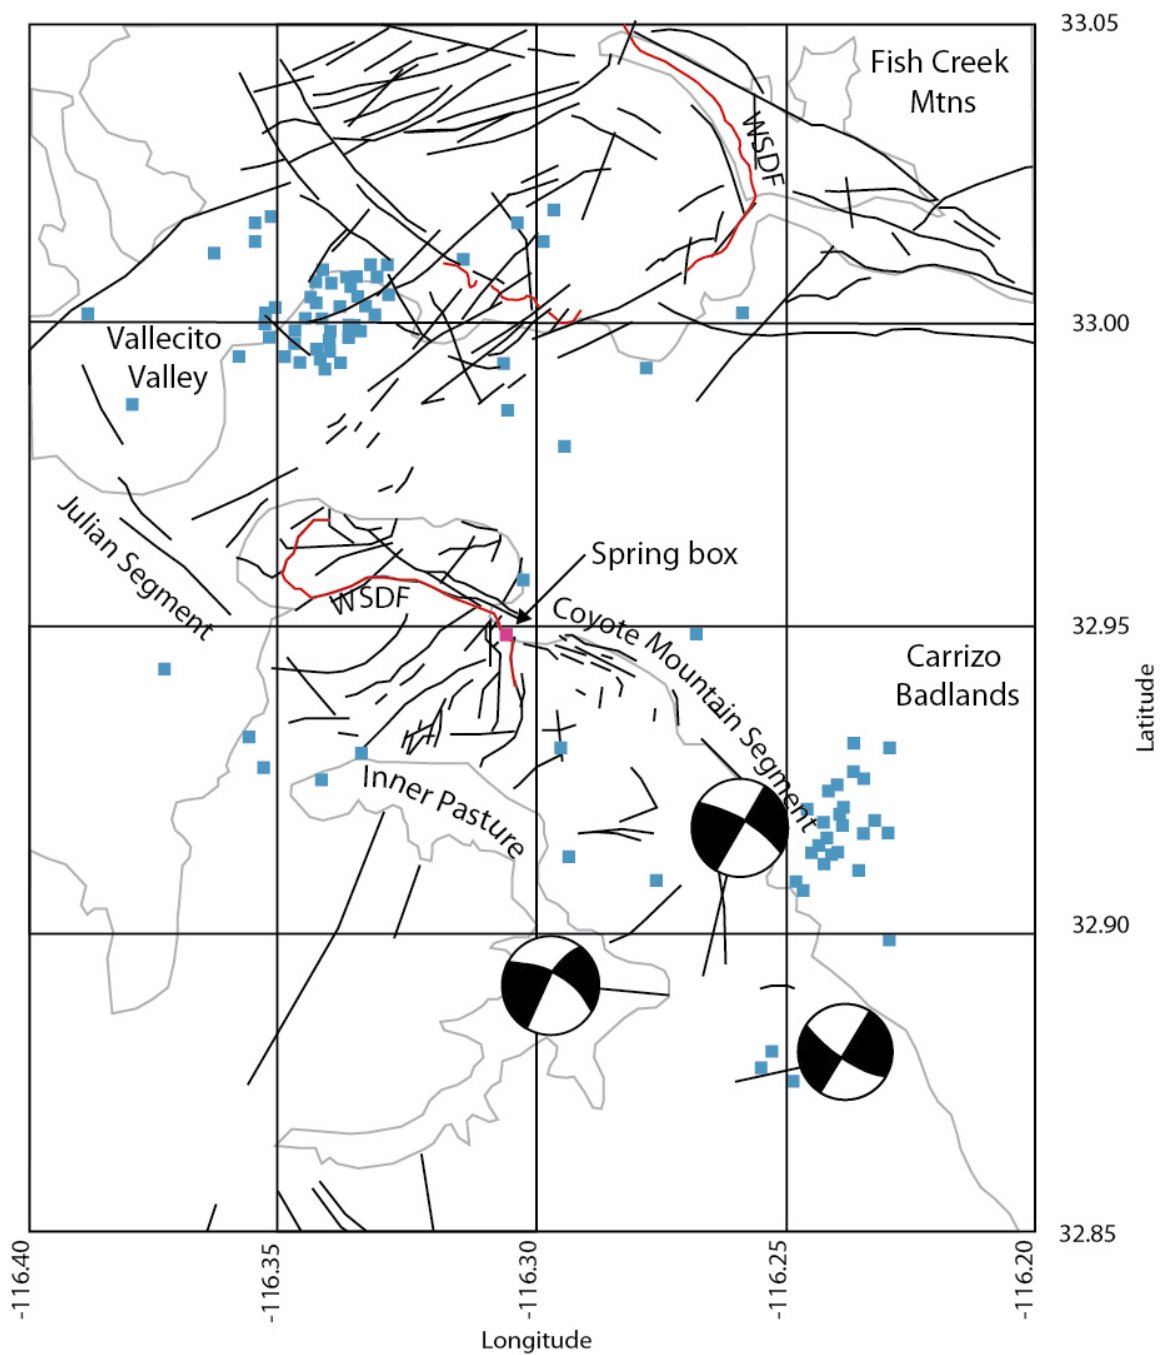 33.05
Fish Creek
Mtns
WSDF
33.00
Vallecito
Valley
Julian Segment
Spring box
WSDF
Coyote Mountain Segment
32.95
Carrizo
Badlands
Latitude
Inner Pasture
32.90
32.85
-116.40
-116.35
-116.30
-116.25
-116.20
Longitude